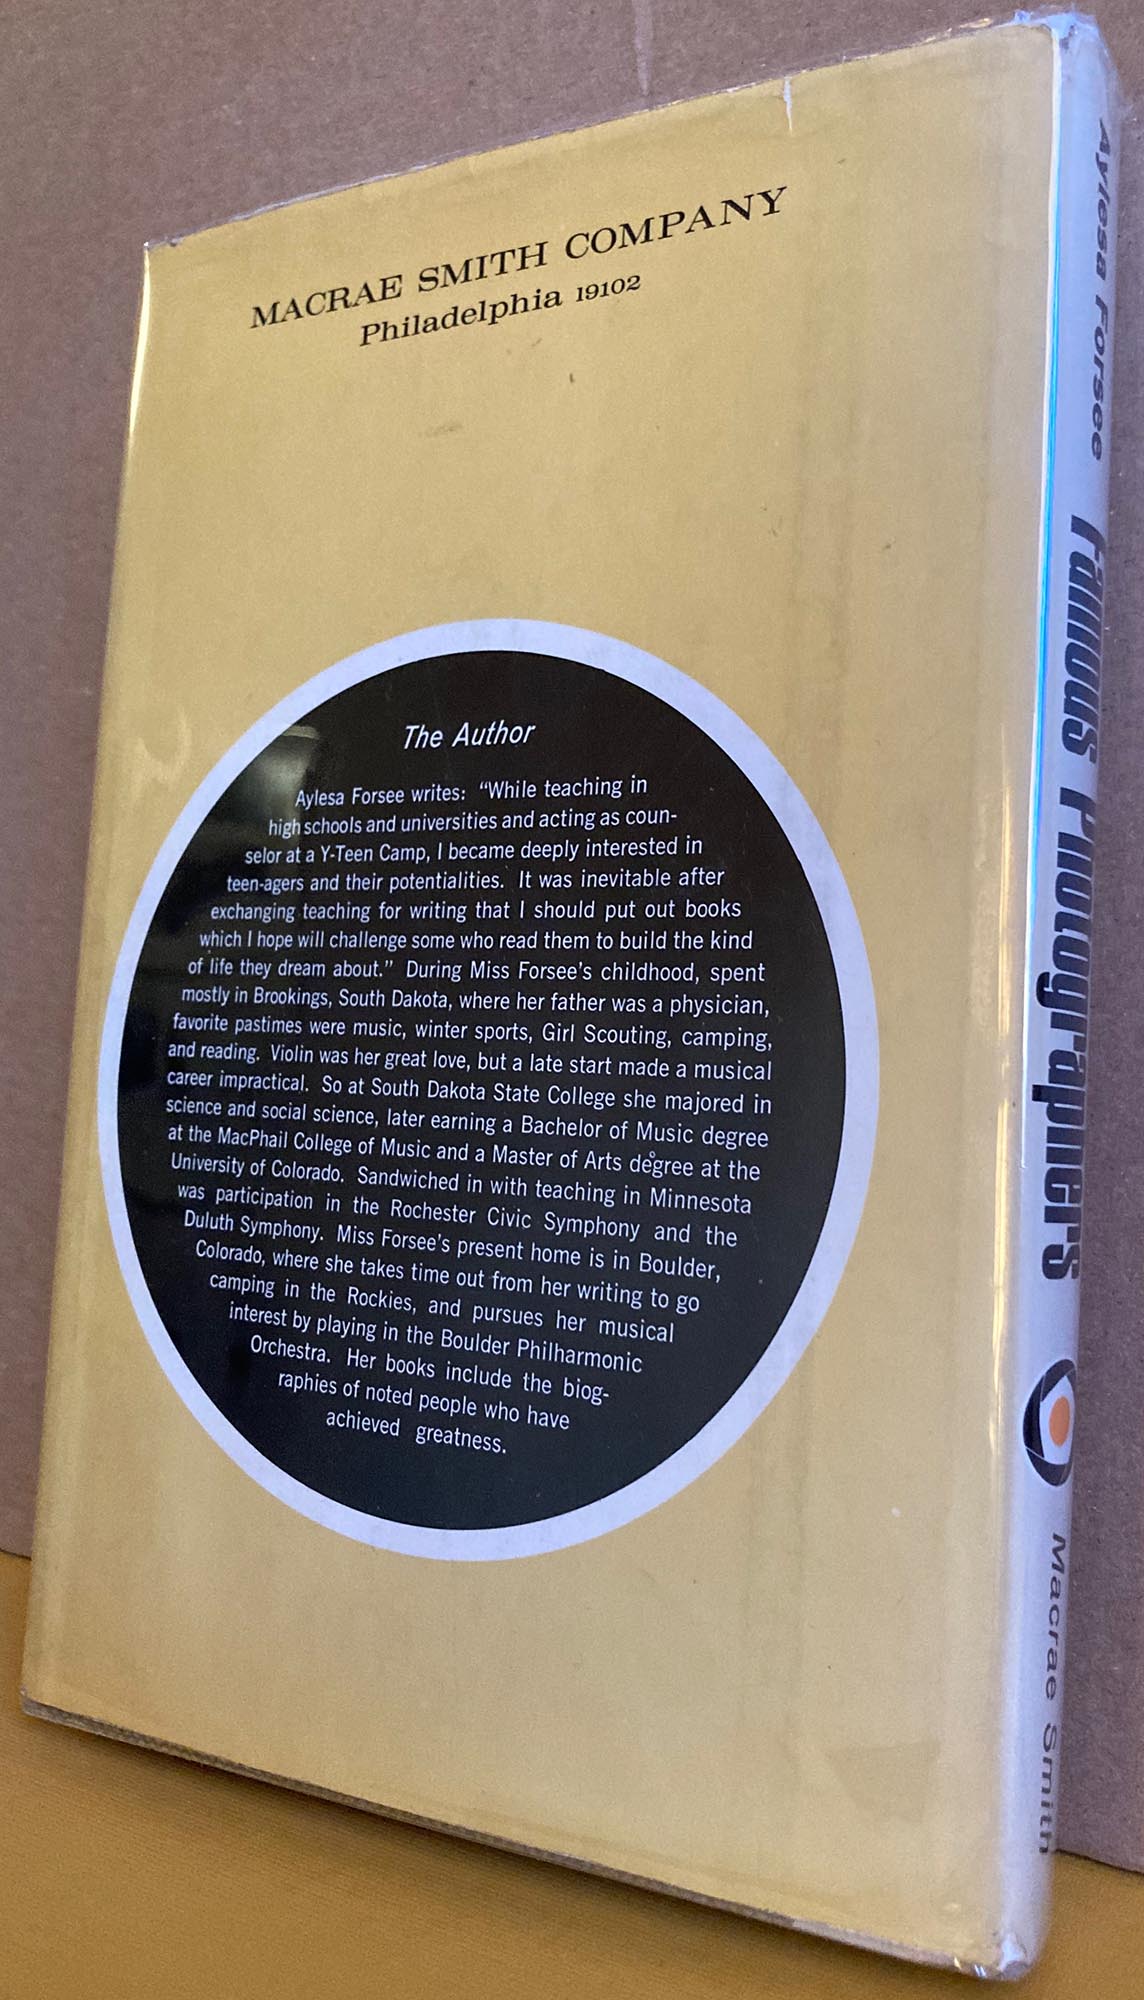 MACRAE SMITH COMPANY
Philadelphia 19102
The Author
Aylesa Forsee writes: “While teaching in
high schools and universities and acting as coun-
selor at a Y-Teen Camp, I became deeply interested in
teen-agers and their potentialities. It was inevitable after
exchanging teaching for writing that I should put out books
which I hope will challenge some who read them to build the kind
of life they dream about.” During Miss Forsee’s childhood, spent
mostly in Brookings, South Dakota, where her father was a physician,
favorite pastimes were music, winter sports, Girl Scouting, camping,
and reading. Violin was her great love, but a late start made a musical
career impractical. So at South Dakota State College she majored in
science and social science, later earning a Bachelor of Music degree
at the MacPhail College of Music and a Master of Arts degree at the
University of Colorado. Sandwiched in with teaching in Minnesota
was participation in the Rochester Civic Symphony and the
Duluth Symphony. Miss Forsee’s present home is in Boulder,
Colorado, where she takes time out from her writing to go
camping in the Rockies, and pursues her musical
interest by playing in the Boulder Philharmonic
Orchestra. Her books include the biog-
raphies of noted people who have
achieved greatness.
Aylesa Forsee
Famous Photographers
Macrae Smith